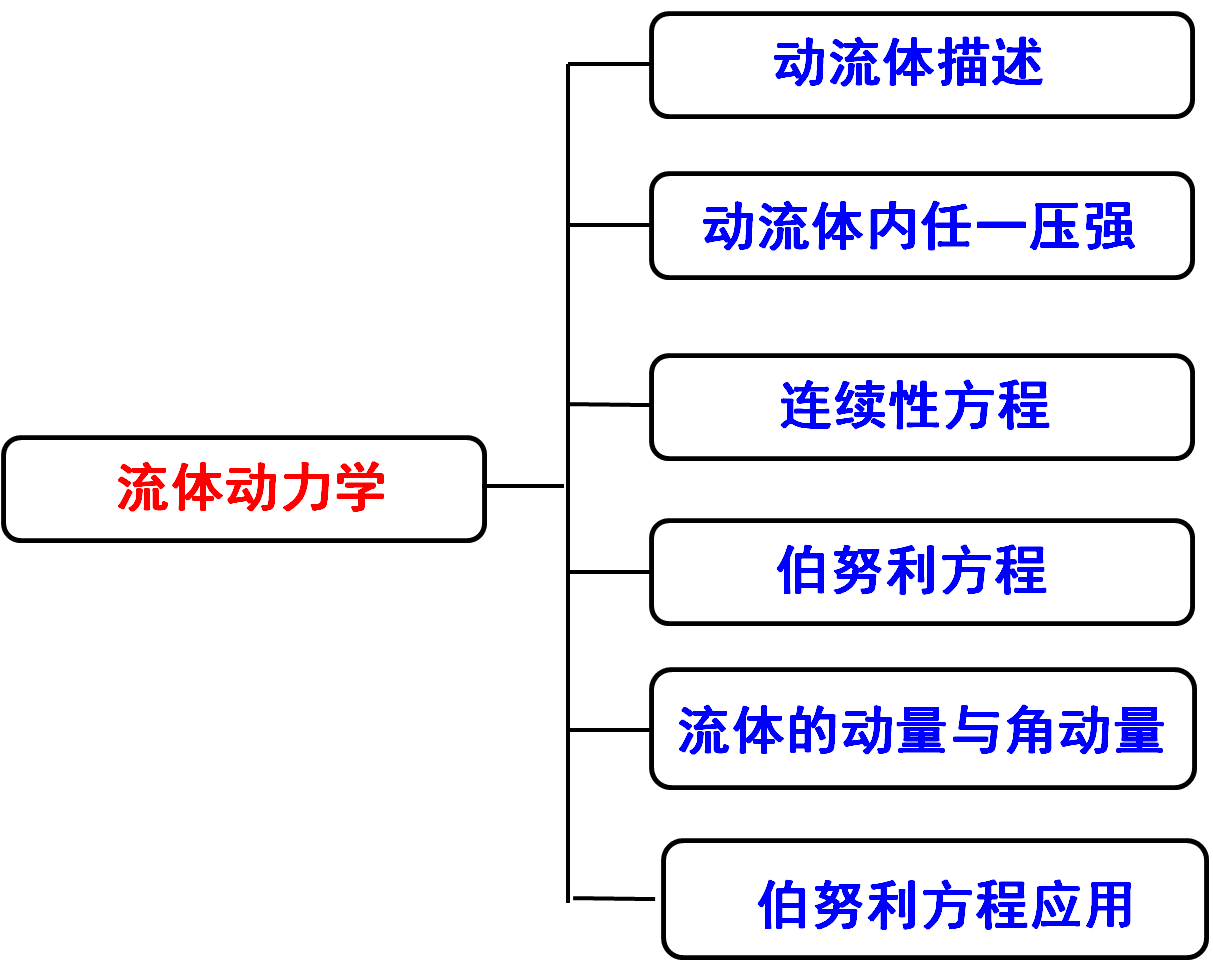 动流体描述
动流体内任一压强
连续性方程
流体动力学
伯努利方程
流体的动量与角动量
伯努利方程应用